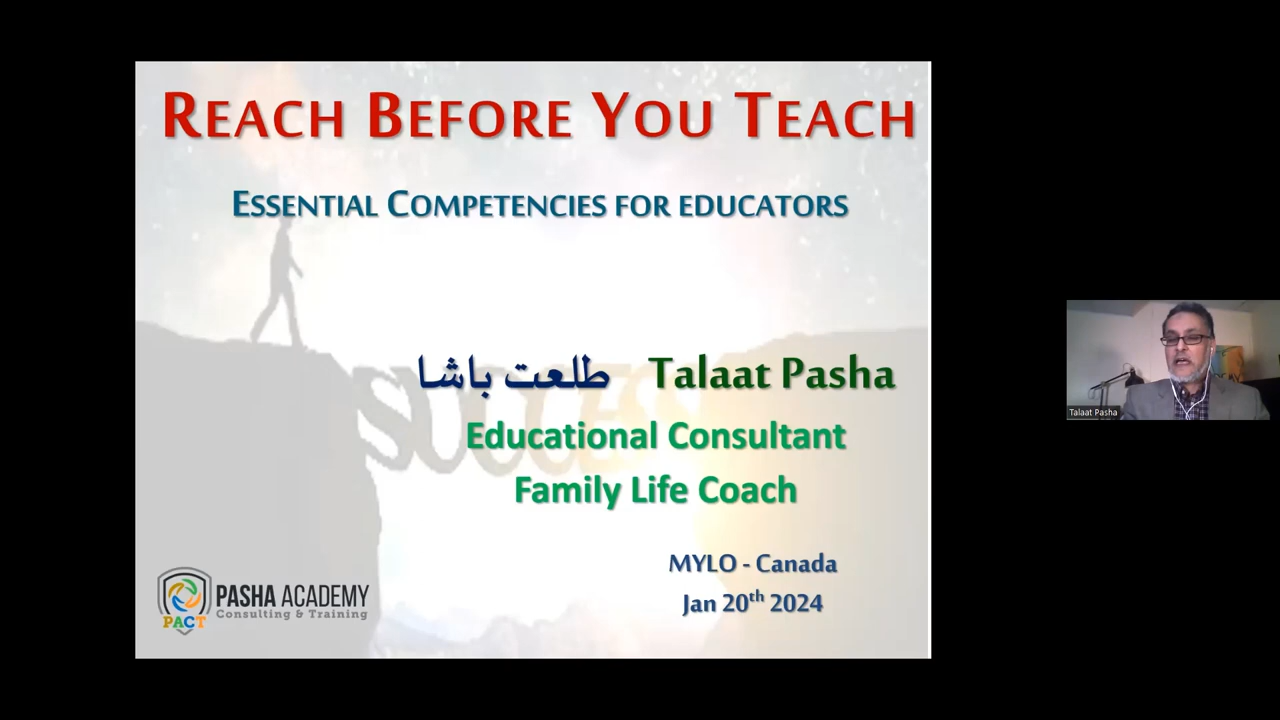 REACH BEFORE YOU TEACH
ESSENTIAL COMPETENCIES FOR EDUCATORS
SUCCESS
طلعت باشا Talaat Pasha
Educational Consultant
Family Life Coach
MYLO - Canada
Jan 20th 2024
PASHA ACADEMY
Consulting & Training
PACT
Talaat Pasha